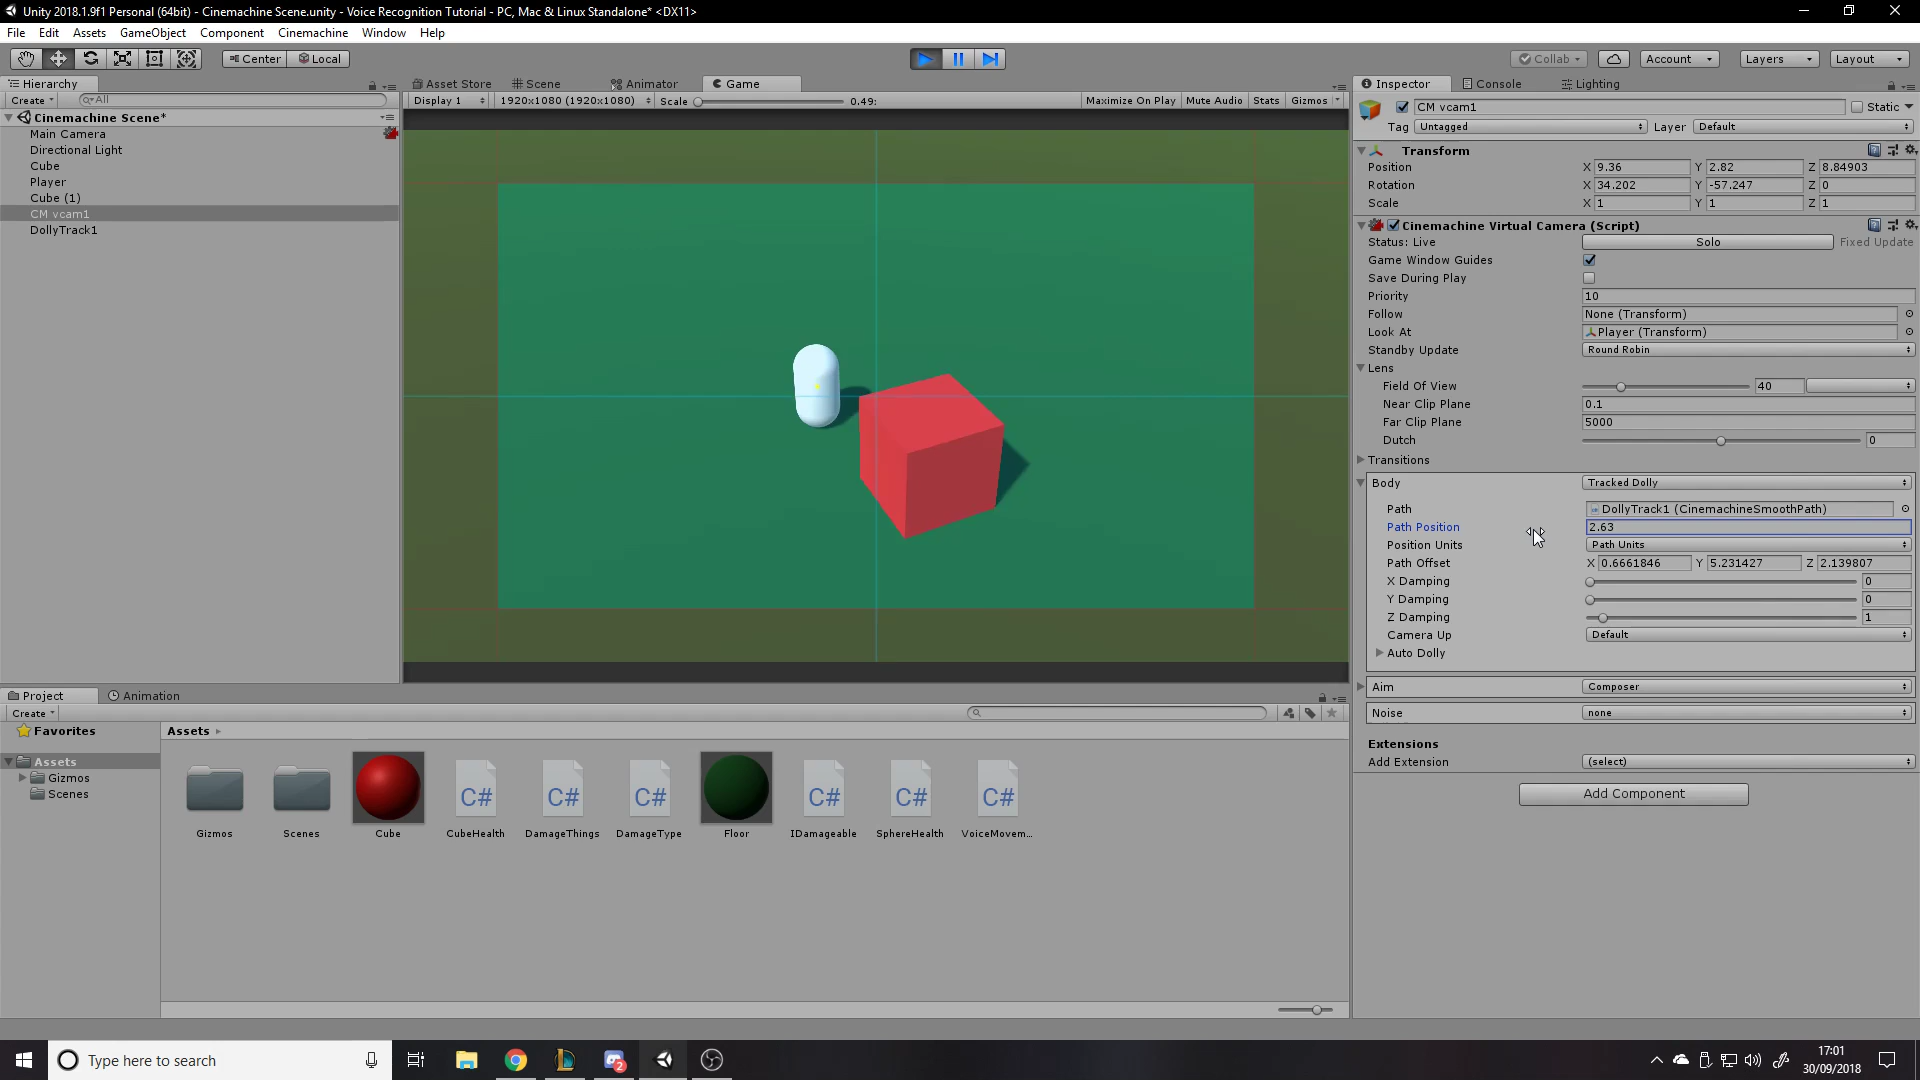 Unity 2018.1.9f1 Personal (64bit) - Cinemachine Scene.unity - Voice Recognition Tutorial - PC, Mac & Linux Standalone* <DX11>
File Edit Assets GameObject Component Cinemachine Window Help
Center Local Collab Account Layers Layout
Hierarchy
Create All
Cinemachine Scene*
Main Camera
Directional Light
Cube
Player
Cube (1)
CM vcam1
DollyTrack1
Asset Store Scene Animator Game
Display 1 1920x1080 (1920x1080) Scale 0.49: Maximize On Play Mute Audio Stats Gizmos
Inspector Console Lighting
CM vcam1 Static
Tag Untagged Layer Default
Transform
Position X 9.36 Y 2.82 Z 8.84903
Rotation X 34.202 Y -57.247 Z 0
Scale X 1 Y 1 Z 1
Cinemachine Virtual Camera (Script)
Status: Live Solo Fixed Update
Game Window Guides
Save During Play
Priority 10
Follow None (Transform)
Look At Player (Transform)
Standby Update Round Robin
Lens
Field Of View 40
Near Clip Plane 0.1
Far Clip Plane 5000
Dutch 0
Transitions
Body Tracked Dolly
Path DollyTrack1 (CinemachineSmoothPath)
Path Position 2.63
Position Units Path Units
Path Offset X 0.6661846 Y 5.231427 Z 2.139807
X Damping 0
Y Damping 0
Z Damping 1
Camera Up Default
Auto Dolly
Aim Composer
Noise none
Extensions
Add Extension (select)
Add Component
Project Animation
Create
Favorites
Assets
Gizmos
Scenes
Assets
C# C# C# C# C# C#
Gizmos Scenes Cube CubeHealth DamageThings DamageType Floor IDamageable SphereHealth VoiceMovem...
Type here to search
2
17:01
30/09/2018